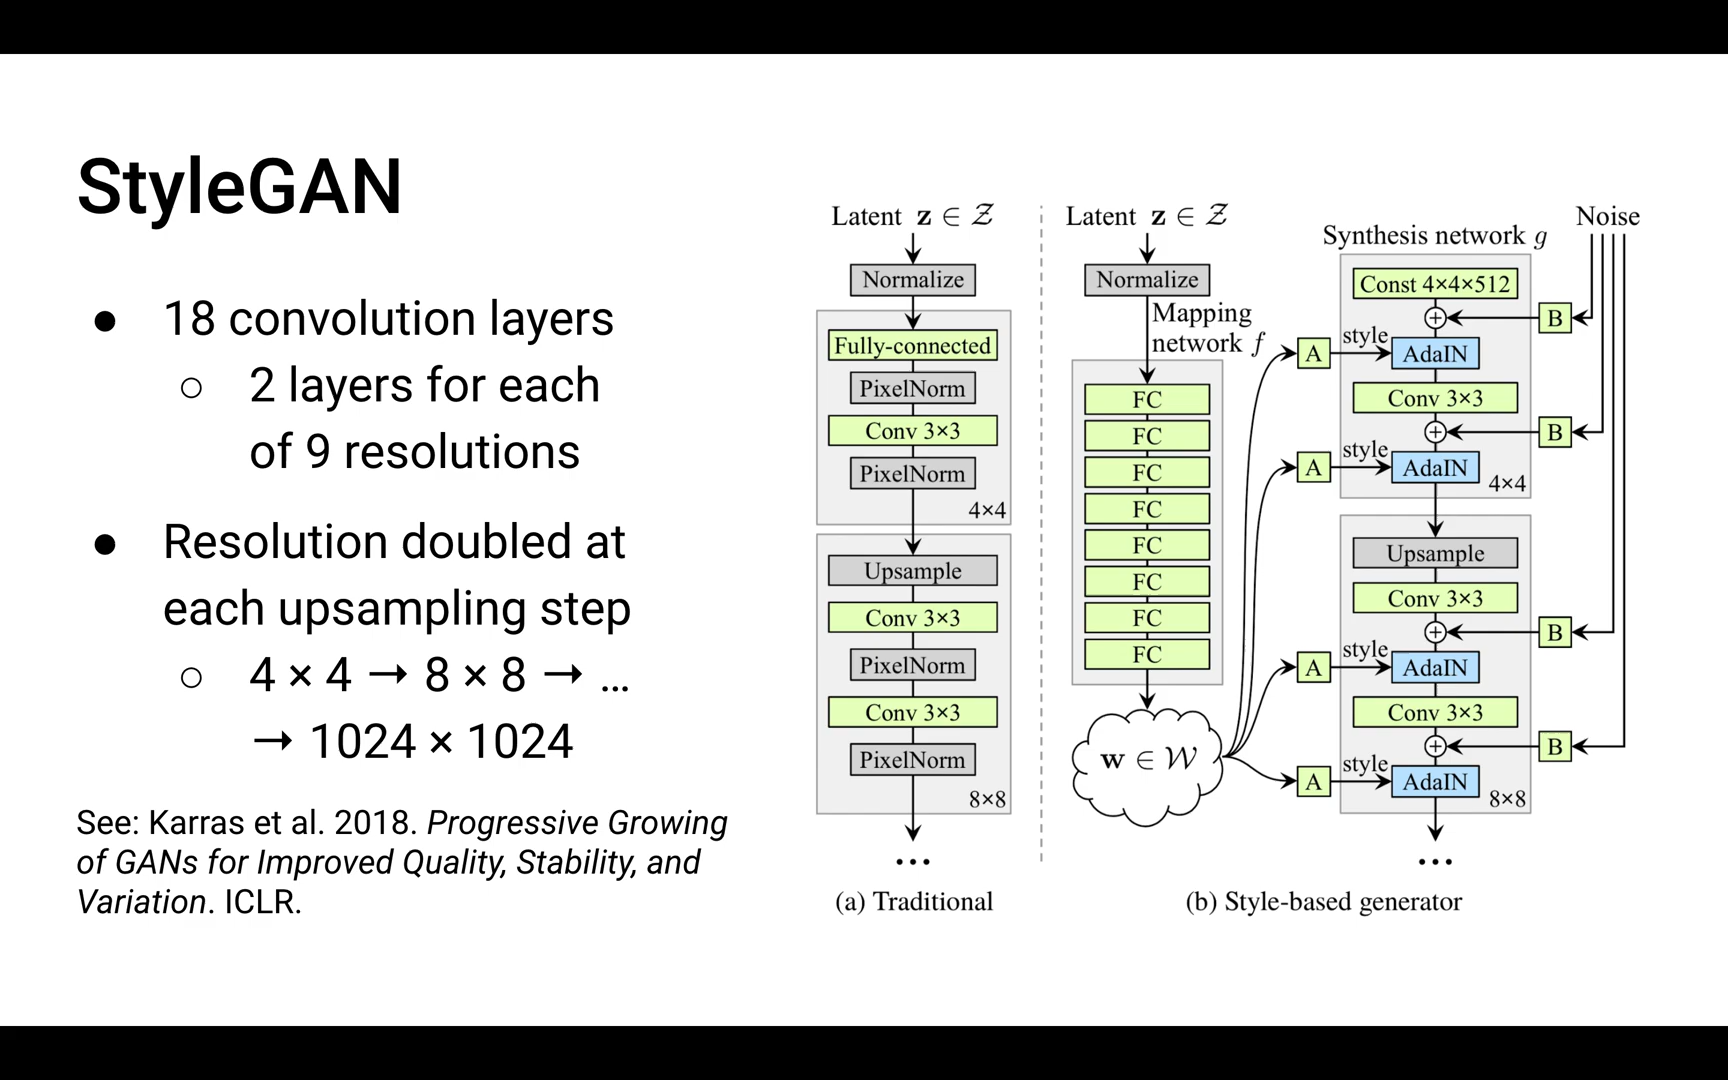 StyleGAN
● 18 convolution layers
○ 2 layers for each
of 9 resolutions
● Resolution doubled at
each upsampling step
○ 4 × 4 → 8 × 8 → …
→ 1024 × 1024
See: Karras et al. 2018. Progressive Growing
of GANs for Improved Quality, Stability, and
Variation. ICLR.
Latent z ∈ 𝒵
Normalize
Fully-connected
PixelNorm
Conv 3×3
PixelNorm
4×4
Upsample
Conv 3×3
PixelNorm
Conv 3×3
PixelNorm
8×8
...
(a) Traditional
Latent z ∈ 𝒵
Normalize
Mapping
network f
FC
FC
FC
FC
FC
FC
FC
FC
w ∈ 𝒲
A
style
A
style
A
style
A
style
Synthesis network g
Const 4×4×512
+
AdaIN
Conv 3×3
+
AdaIN
4×4
Upsample
Conv 3×3
+
AdaIN
Conv 3×3
+
AdaIN
8×8
...
Noise
B
B
B
B
(b) Style-based generator